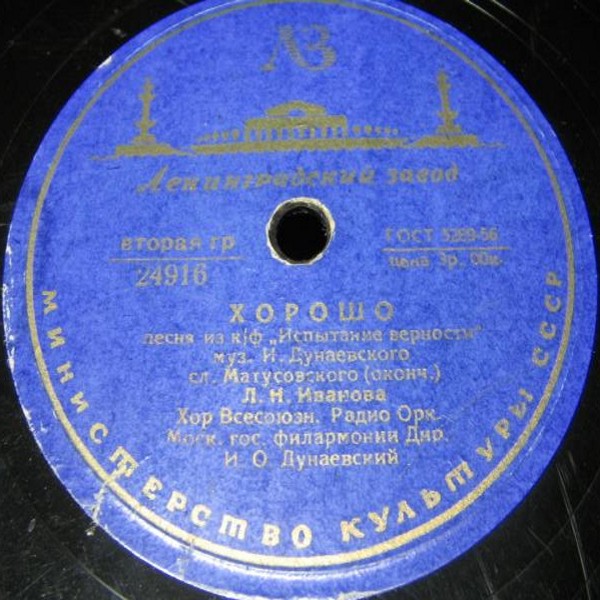 ЛЗ
Ленинградский завод
вторая гр
24916
ГОСТ 5289-56
цена 3р. 00к.
ХОРОШО
песня из к/ф „Испытание верности"
муз. И. Дунаевского
сл. Матусовского (оконч.)
Л. Н. Иванова
Хор Всесоюзн. Радио Орк.
Моск. гос. филармонии Дир.
И. О. Дунаевский
МИНИСТЕРСТВО КУЛЬТУРЫ СССР